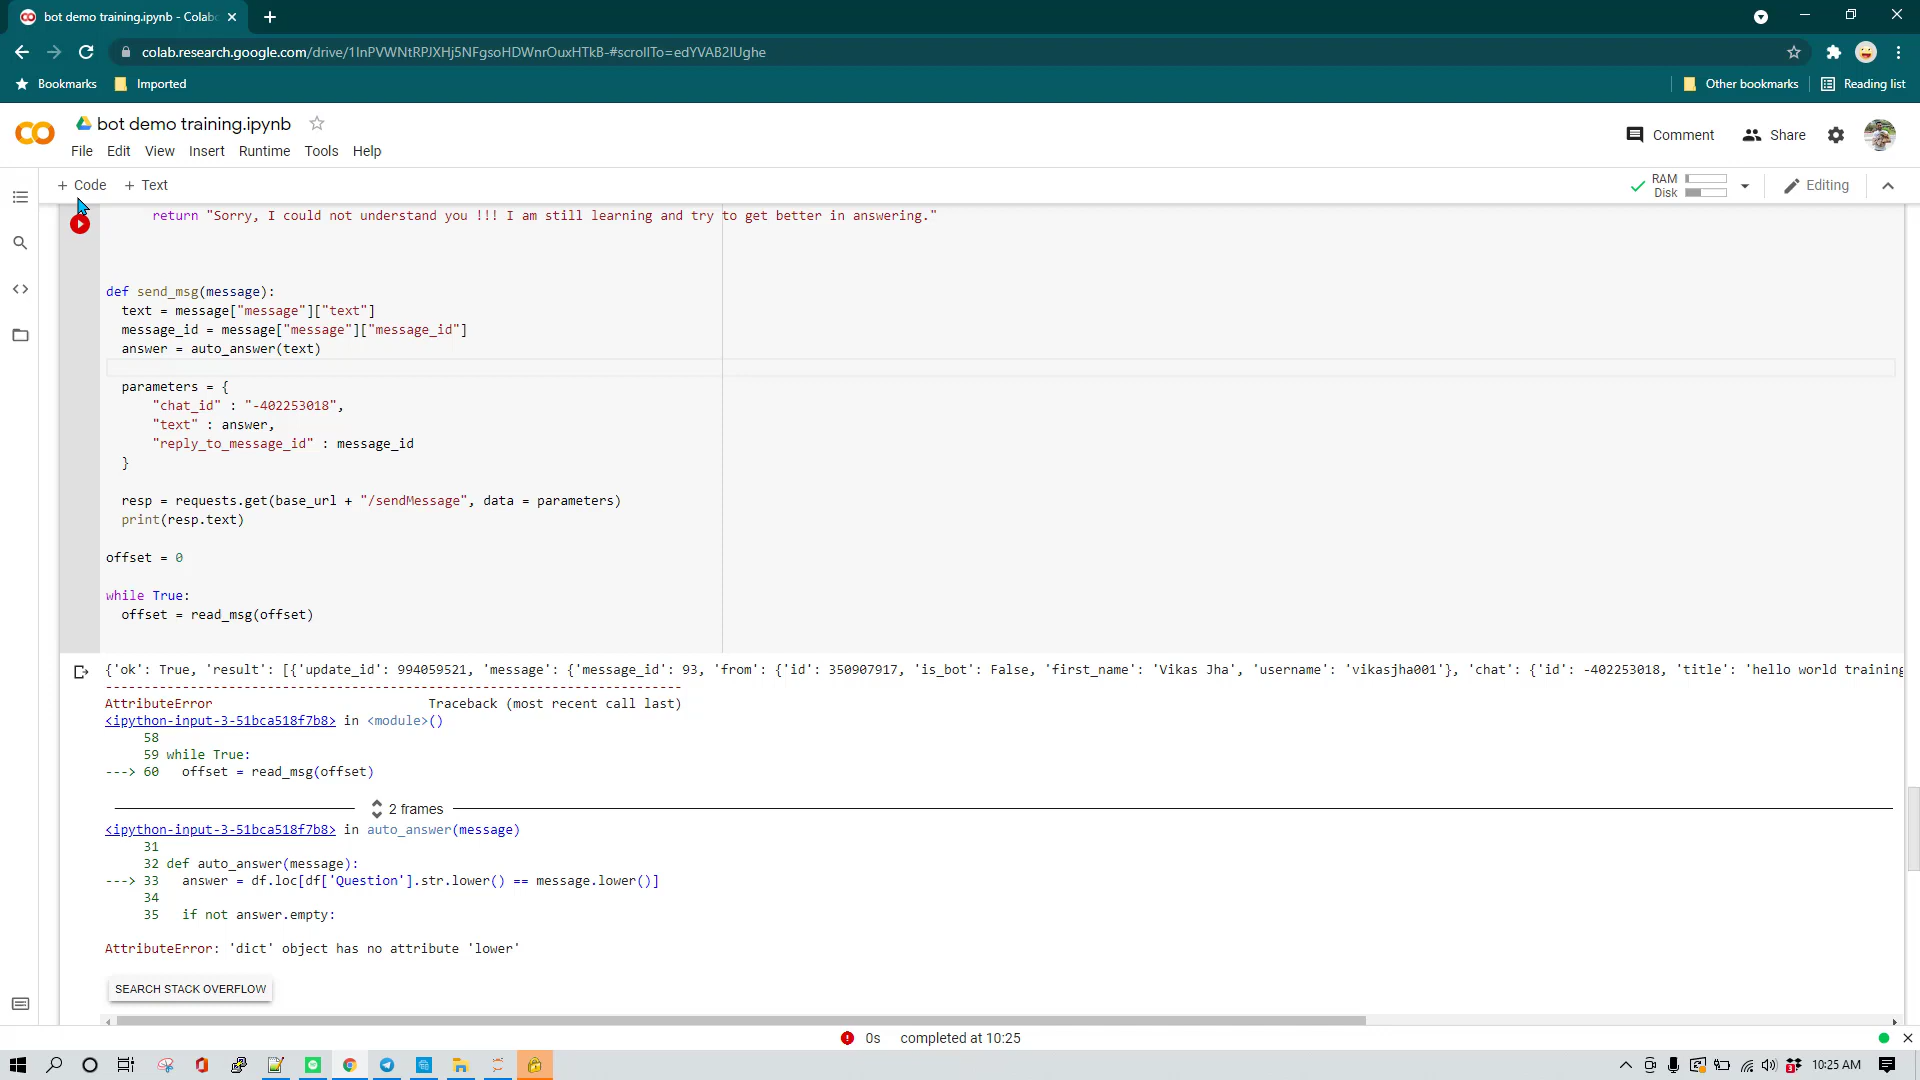 bot demo training.ipynb - Colab
colab.research.google.com/drive/1InPVWNtRPJXHj5NFgsoHDWnrOuxHTkB-#scrollTo=edYVAB2IUghe
Bookmarks
Imported
Other bookmarks
Reading list
CO
bot demo training.ipynb
File Edit View Insert Runtime Tools Help
Comment
Share
+ Code + Text
RAM
Disk
Editing
return "Sorry, I could not understand you !!! I am still learning and try to get better in answering."
def send_msg(message):
text = message["message"]["text"]
message_id = message["message"]["message_id"]
answer = auto_answer(text)
parameters = {
"chat_id" : "-402253018",
"text" : answer,
"reply_to_message_id" : message_id
}
resp = requests.get(base_url + "/sendMessage", data = parameters)
print(resp.text)
offset = 0
while True:
offset = read_msg(offset)
{'ok': True, 'result': [{'update_id': 994059521, 'message': {'message_id': 93, 'from': {'id': 350907917, 'is_bot': False, 'first_name': 'Vikas Jha', 'username': 'vikasjha001'}, 'chat': {'id': -402253018, 'title': 'hello world training
---------------------------------------------------------------------------
AttributeError Traceback (most recent call last)
<ipython-input-3-51bca518f7b8> in <module>()
58
59 while True:
---> 60 offset = read_msg(offset)
2 frames
<ipython-input-3-51bca518f7b8> in auto_answer(message)
31
32 def auto_answer(message):
---> 33 answer = df.loc[df['Question'].str.lower() == message.lower()]
34
35 if not answer.empty:
AttributeError: 'dict' object has no attribute 'lower'
SEARCH STACK OVERFLOW
0s completed at 10:25
10:25 AM